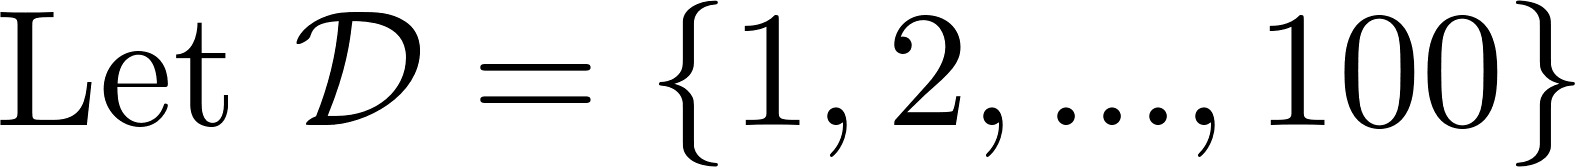 Let 𝒟 = {1, 2, ..., 100}